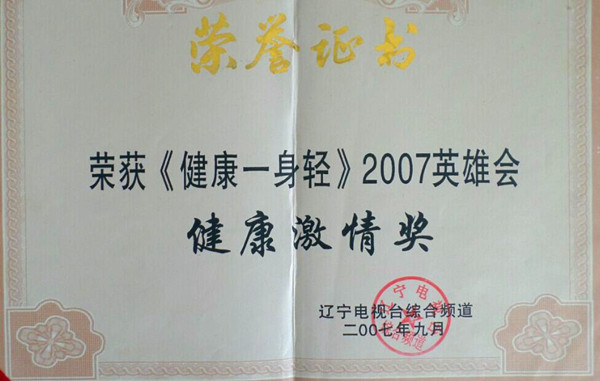 荣誉证书
荣获《健康一身轻》2007英雄会
健康激情奖
辽宁电视台综合频道
二00七年九月